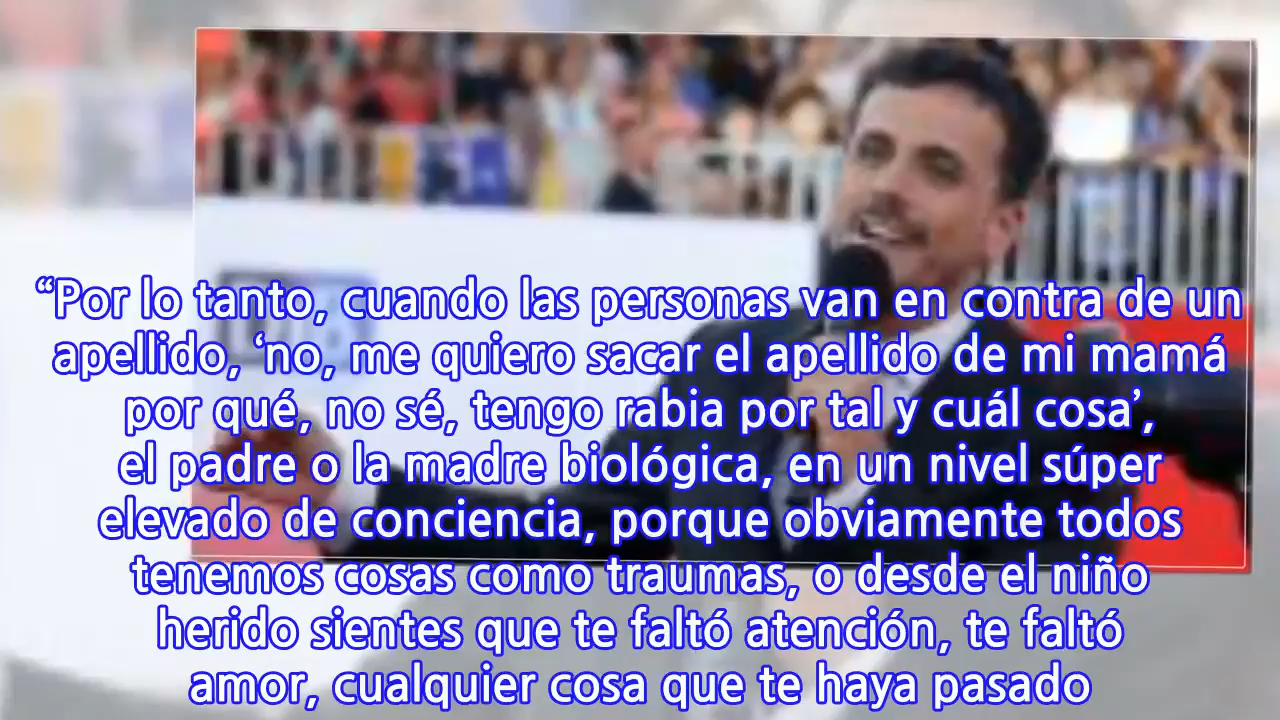 “Por lo tanto, cuando las personas van en contra de un
apellido, ‘no, me quiero sacar el apellido de mi mamá
por qué, no sé, tengo rabia por tal y cuál cosa’,
el padre o la madre biológica, en un nivel súper
elevado de conciencia, porque obviamente todos
tenemos cosas como traumas, o desde el niño
herido sientes que te faltó atención, te faltó
amor, cualquier cosa que te haya pasado